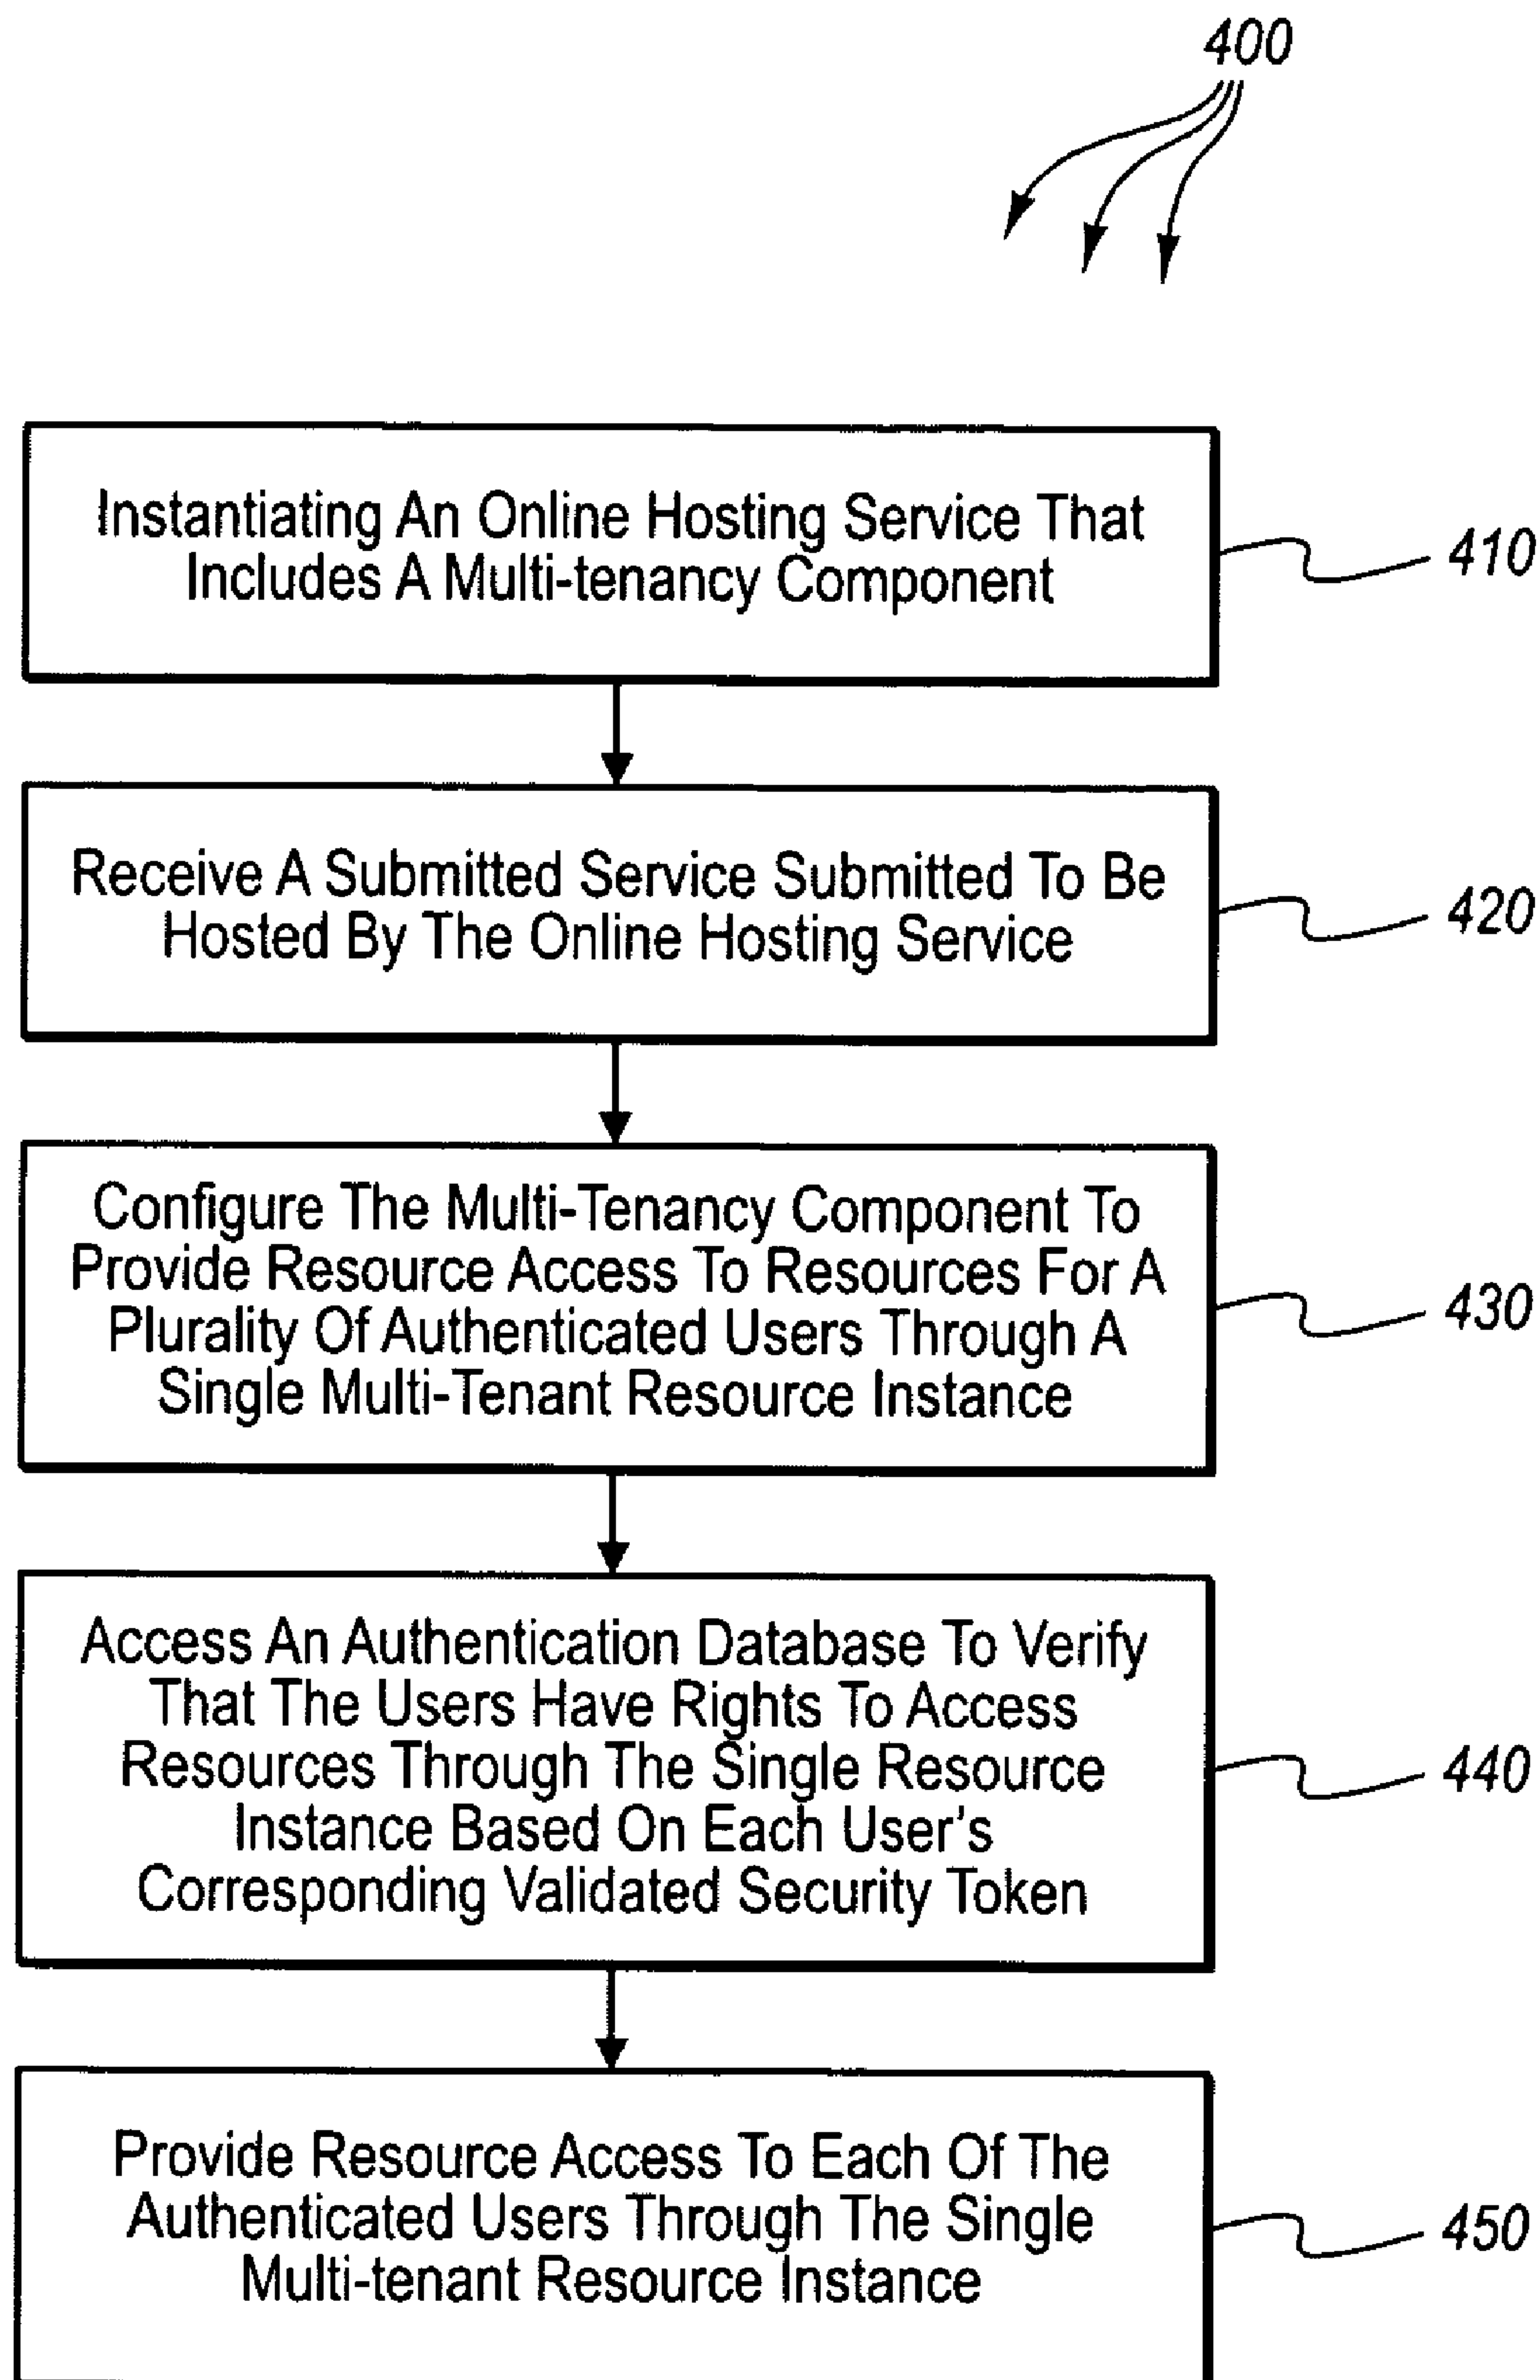 400
Instantiating An Online Hosting Service That
Includes A Multi-tenancy Component
410
Receive A Submitted Service Submitted To Be
Hosted By The Online Hosting Service
420
Configure The Multi-Tenancy Component To
Provide Resource Access To Resources For A
Plurality Of Authenticated Users Through A
Single Multi-Tenant Resource Instance
430
Access An Authentication Database To Verify
That The Users Have Rights To Access
Resources Through The Single Resource
Instance Based On Each User's
Corresponding Validated Security Token
440
Provide Resource Access To Each Of The
Authenticated Users Through The Single
Multi-tenant Resource Instance
450